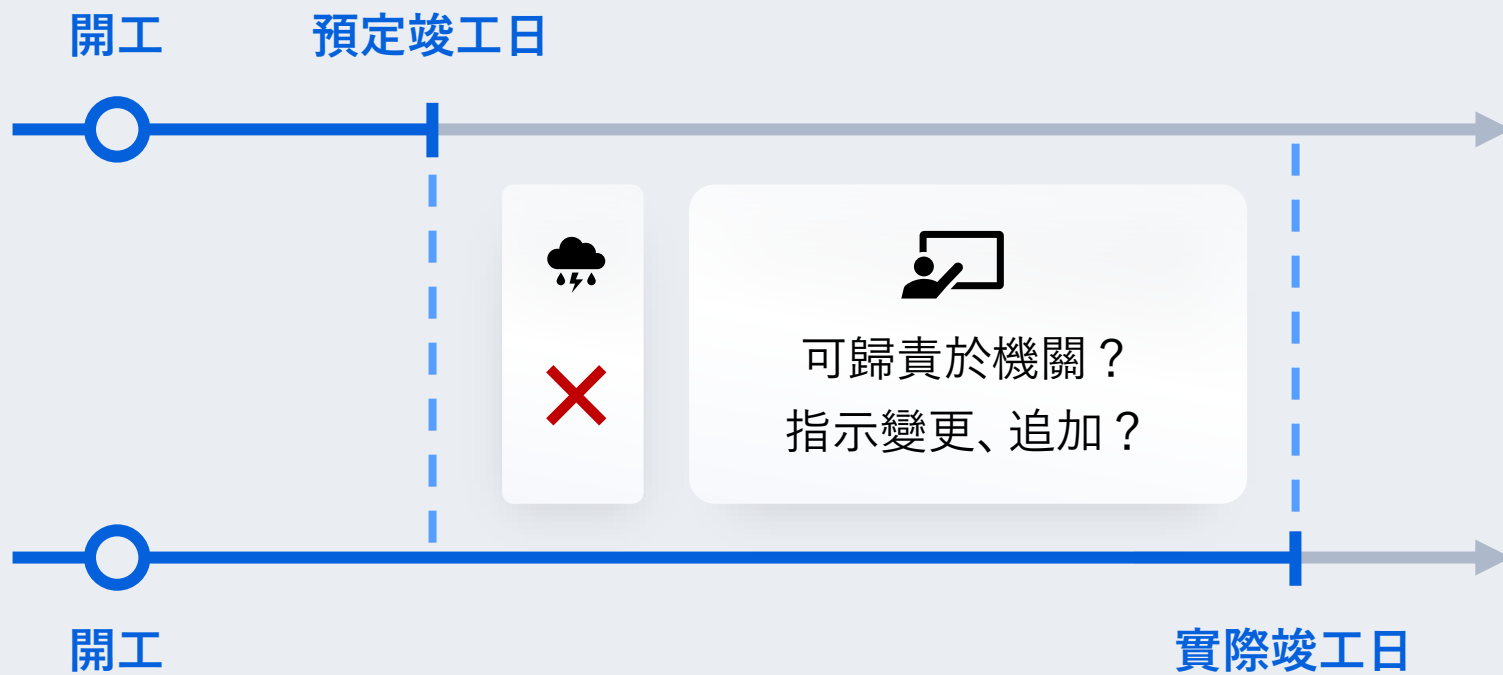 開工
預定竣工日
可歸責於機關？
指示變更、追加？
開工
實際竣工日